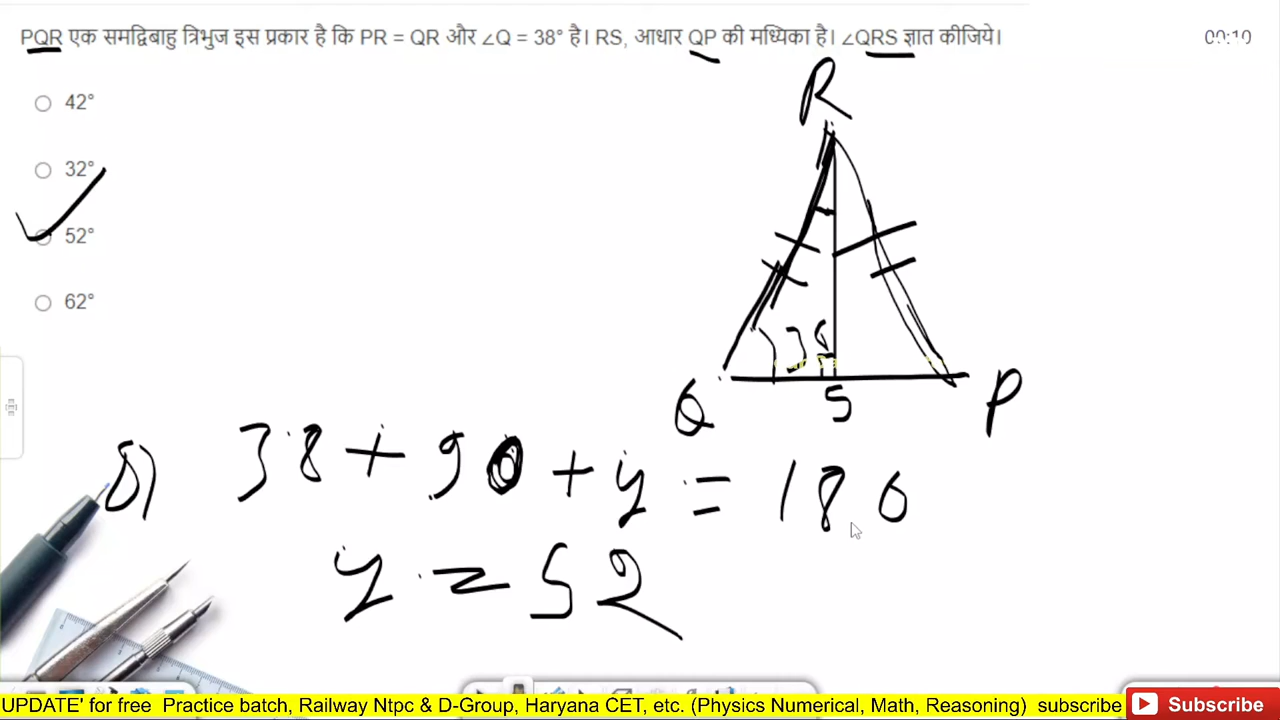 PQR एक समद्विबाहु त्रिभुज इस प्रकार है कि PR = QR और ∠Q = 38° है। RS, आधार QP की मध्यिका है। ∠QRS ज्ञात कीजिये।
00:10
42°
32°
52°
62°
R
38
Q
S
P
38 + 90 + y = 180
y = 52
UPDATE' for free Practice batch, Railway Ntpc & D-Group, Haryana CET, etc. (Physics Numerical, Math, Reasoning) subscribe
Subscribe